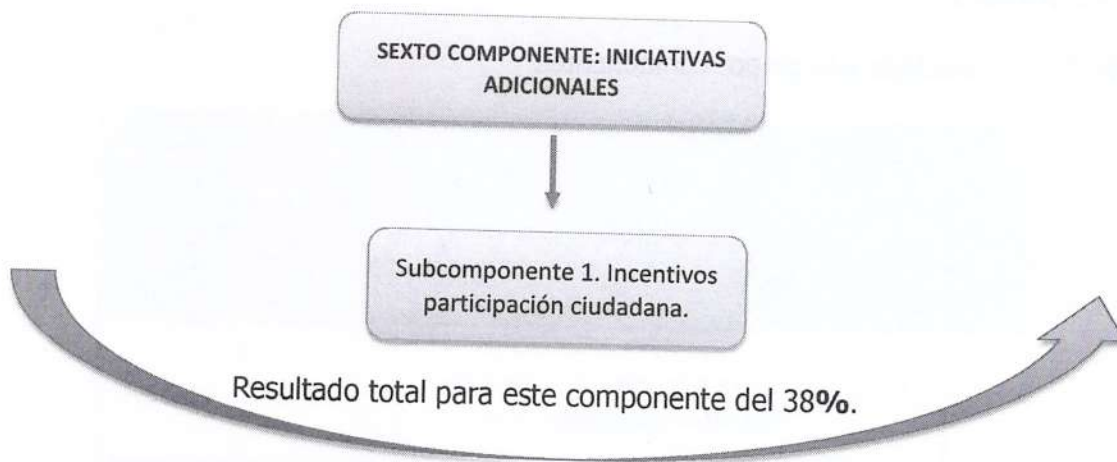 SEXTO COMPONENTE: INICIATIVAS
ADICIONALES
Subcomponente 1. Incentivos
participación ciudadana.
Resultado total para este componente del 38%.